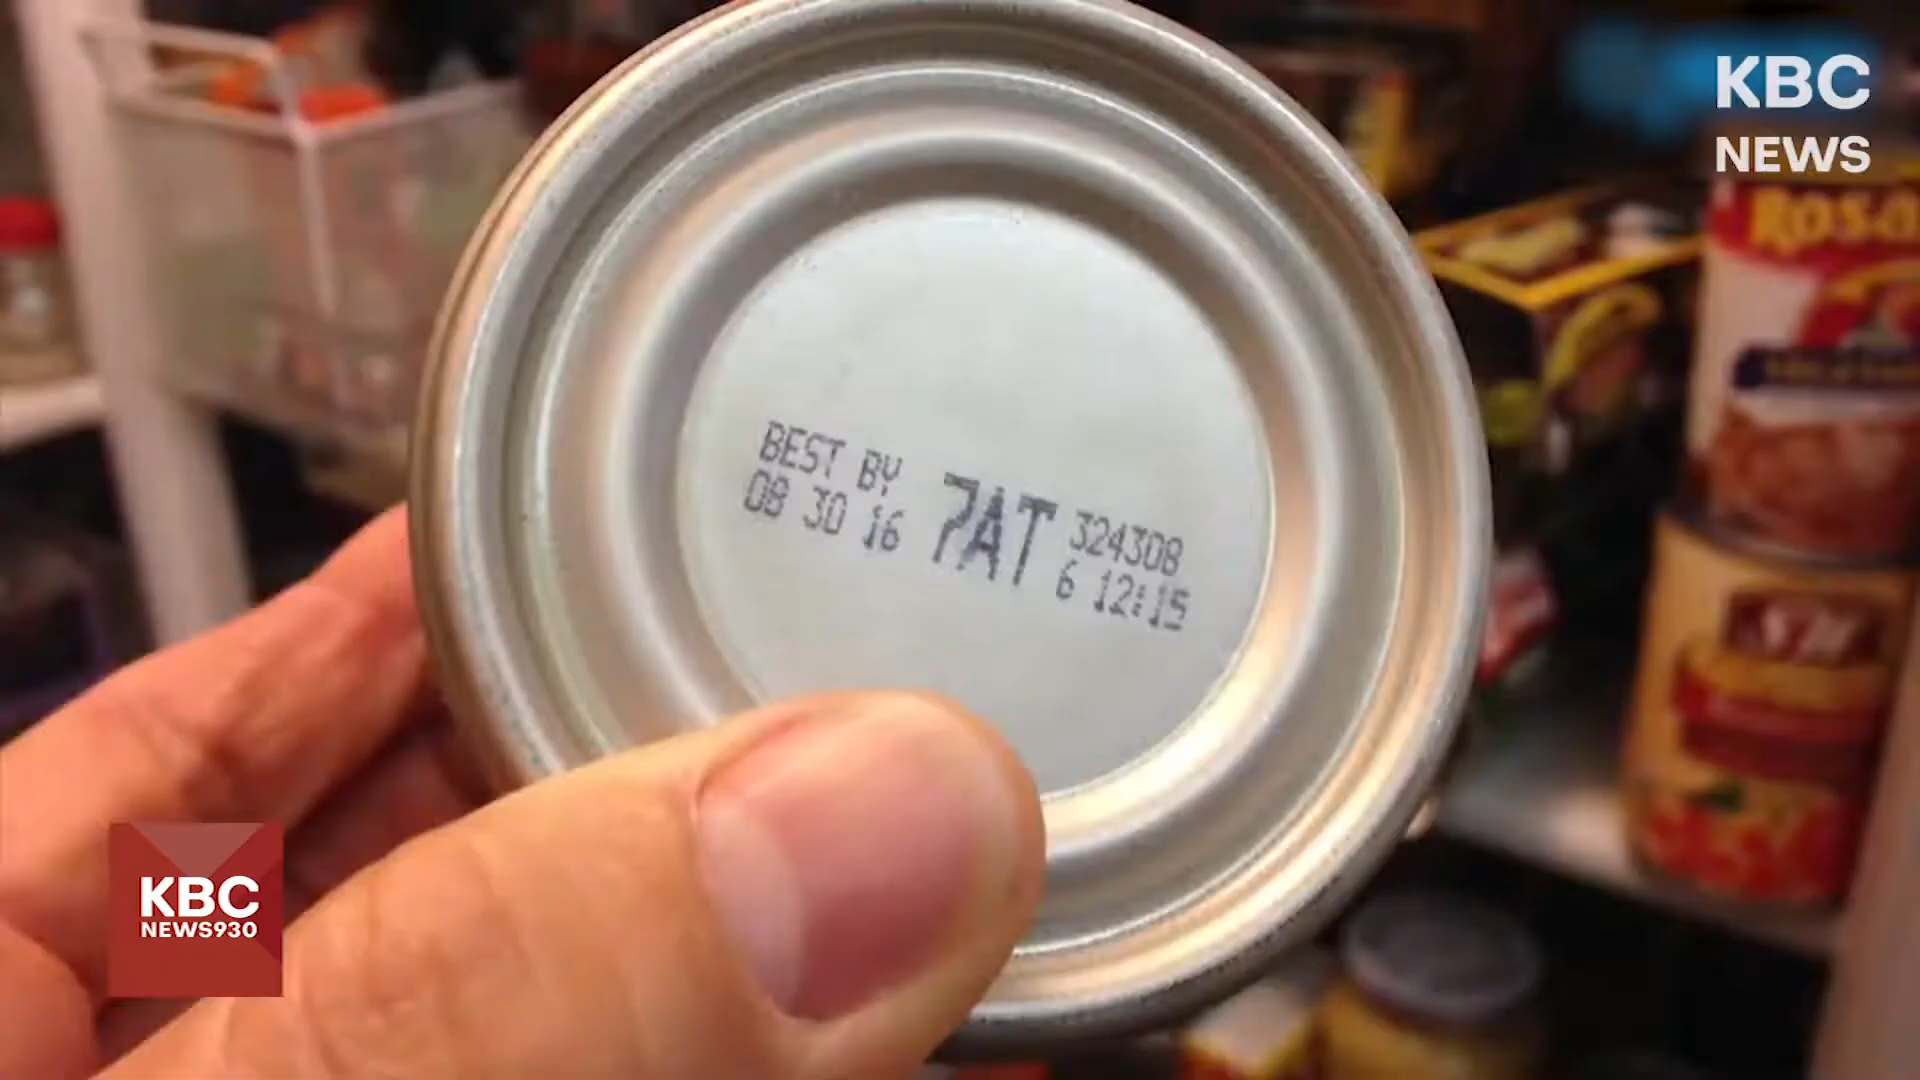 KBC
NEWS
BEST BY
08 30 16
7AT
324308
6 12:15
KBC
NEWS930